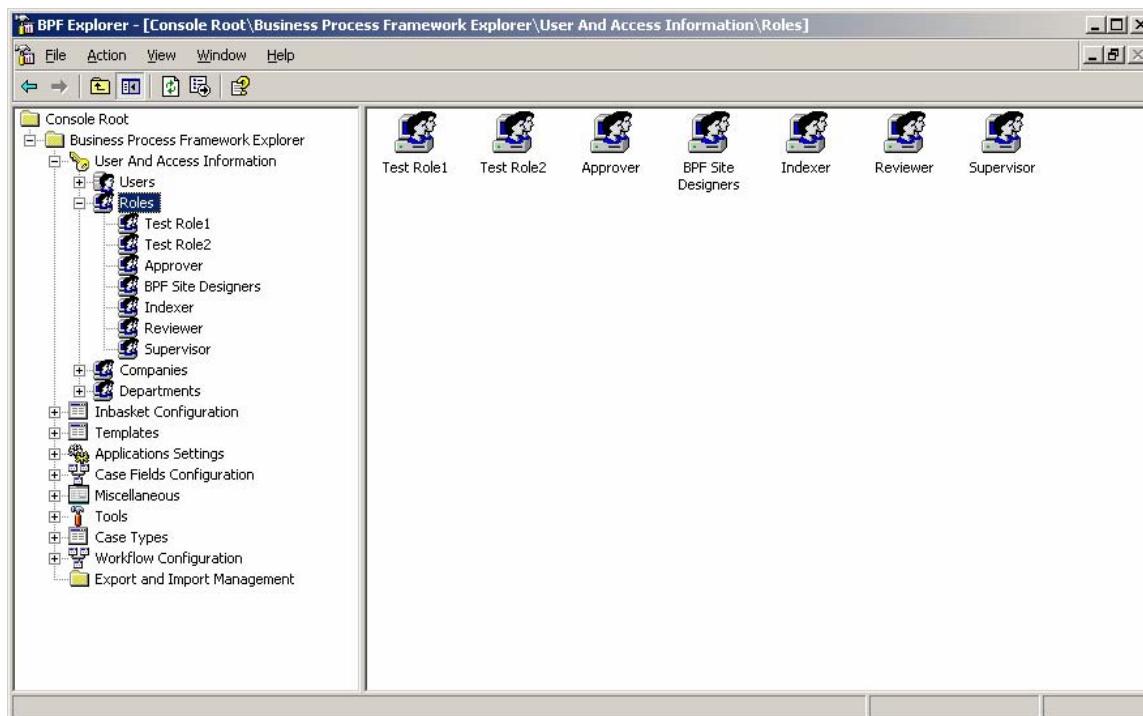 BPF Explorer - [Console Root\Business Process Framework Explorer\User And Access Information\Roles]
File Action View Window Help
Console Root
Business Process Framework Explorer
User And Access Information
Users
Roles
Test Role1
Test Role2
Approver
BPF Site Designers
Indexer
Reviewer
Supervisor
Companies
Departments
Inbasket Configuration
Templates
Applications Settings
Case Fields Configuration
Miscellaneous
Tools
Case Types
Workflow Configuration
Export and Import Management
Test Role1
Test Role2
Approver
BPF Site
Designers
Indexer
Reviewer
Supervisor